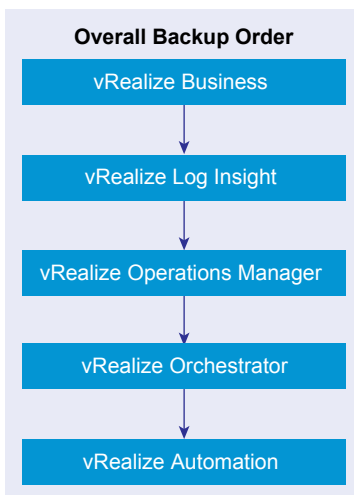 Overall Backup Order
vRealize Business
vRealize Log Insight
vRealize Operations Manager
vRealize Orchestrator
vRealize Automation